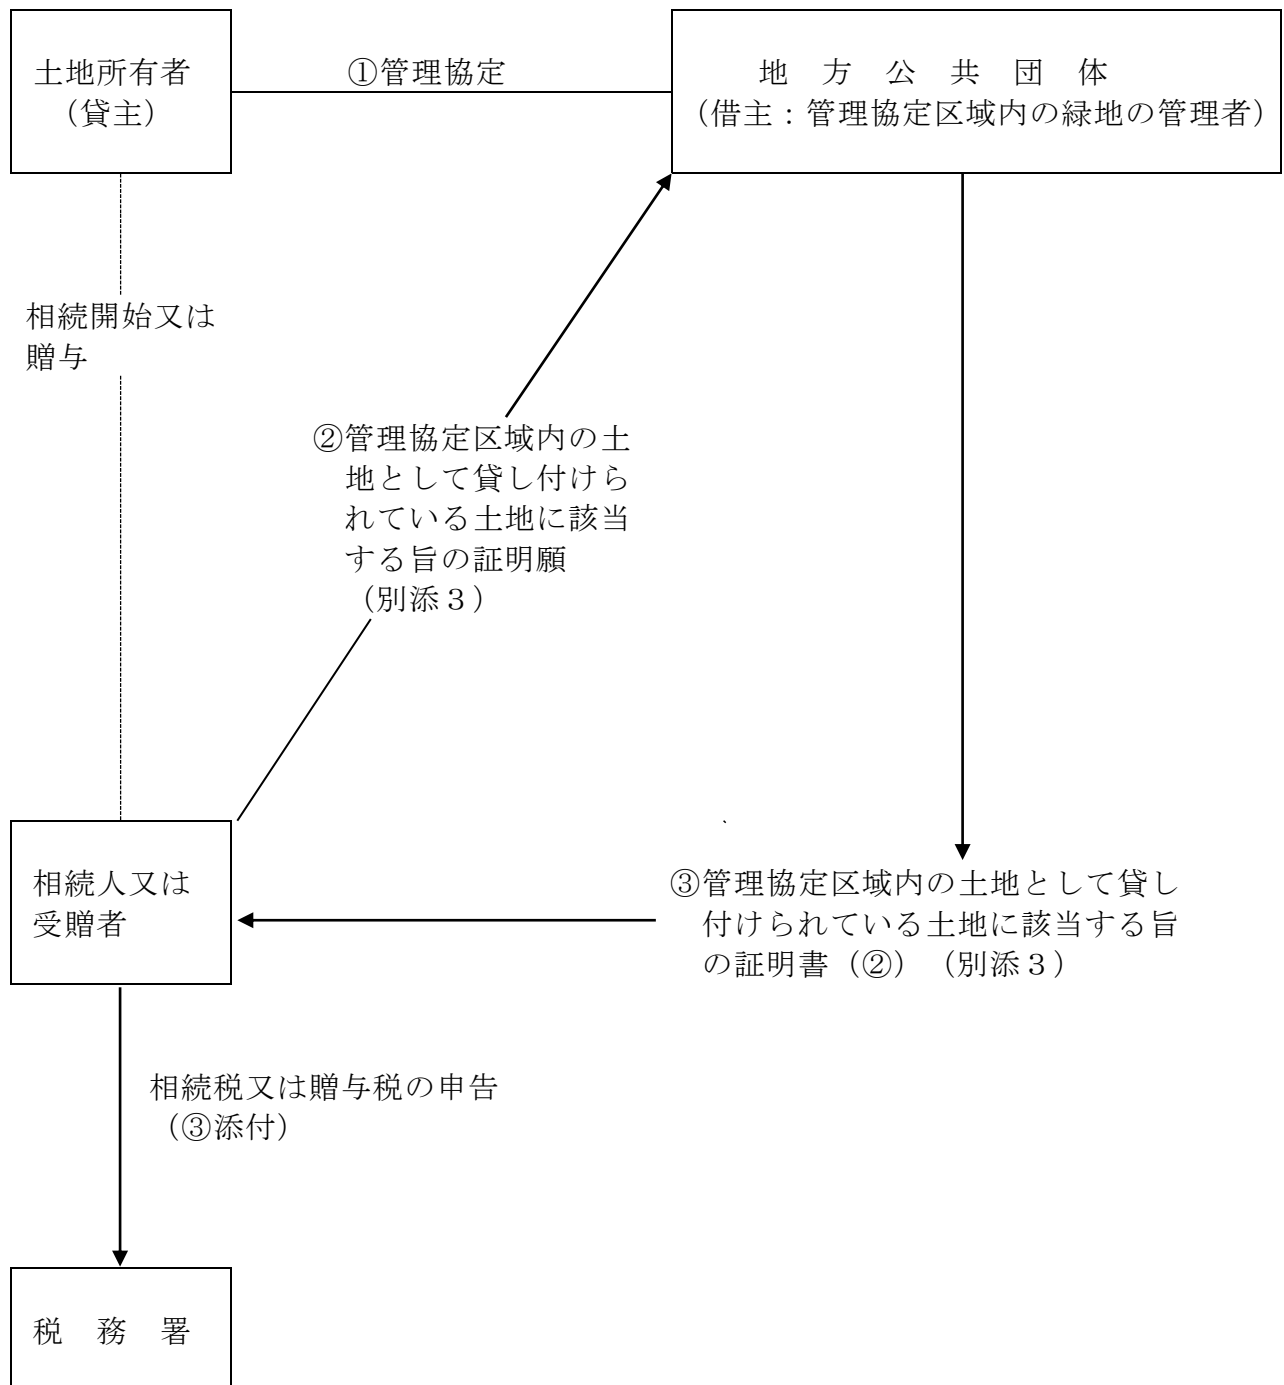 土地所有者
（貸主）
①管理協定
地　方　公　共　団　体
（借主：管理協定区域内の緑地の管理者）
相続開始又は
贈与
②管理協定区域内の土
地として貸し付けら
れている土地に該当
する旨の証明願
（別添３）
相続人又は
受贈者
、
③管理協定区域内の土地として貸し
付けられている土地に該当する旨
の証明書（②）（別添３）
相続税又は贈与税の申告
（③添付）
税　務　署